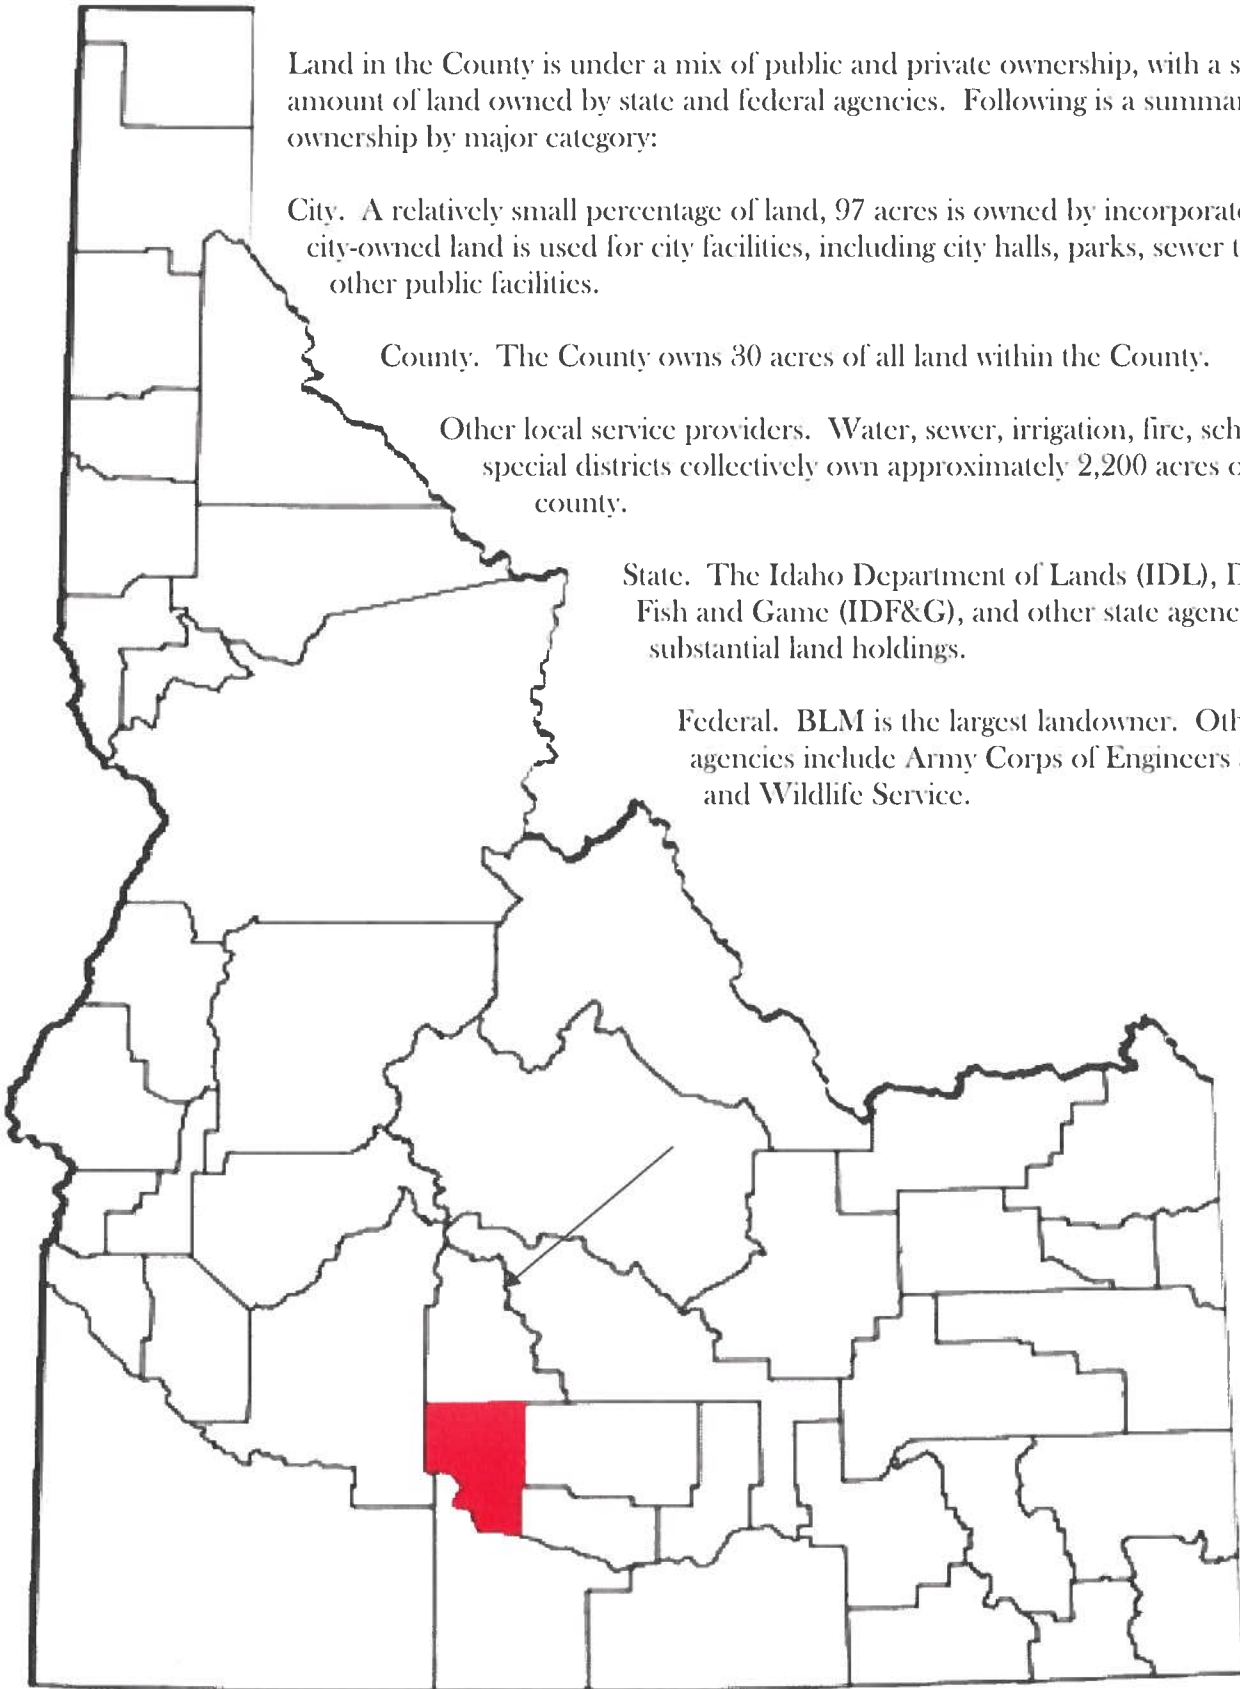 Land in the County is under a mix of public and private ownership, with a s
amount of land owned by state and federal agencies. Following is a summar
ownership by major category:
City. A relatively small percentage of land, 97 acres is owned by incorporat
city-owned land is used for city facilities, including city halls, parks, sewer t
other public facilities.
County. The County owns 30 acres of all land within the County.
Other local service providers. Water, sewer, irrigation, fire, sch
special districts collectively own approximately 2,200 acres o
county.
State. The Idaho Department of Lands (IDL), D
Fish and Game (IDF&G), and other state agenc
substantial land holdings.
Federal. BLM is the largest landowner. Oth
agencies include Army Corps of Engineers
and Wildlife Service.